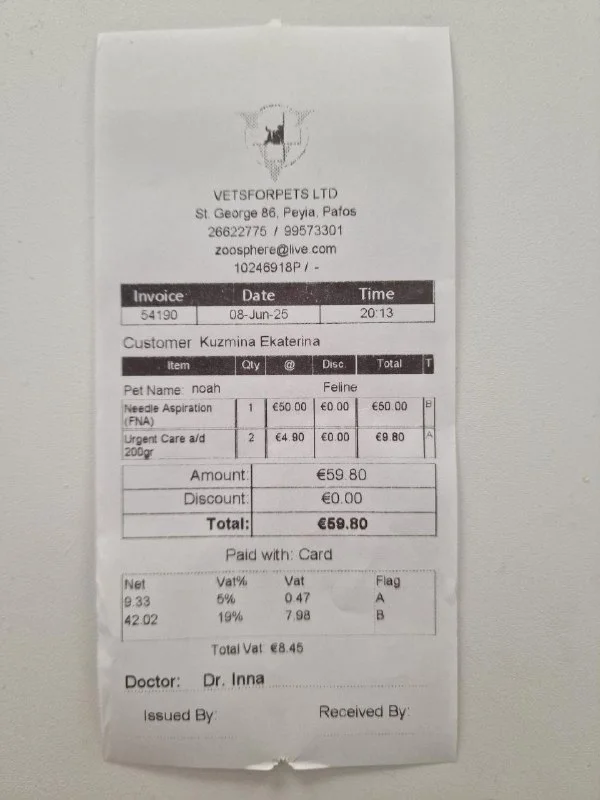 VETSFORPETS LTD
St. George 86, Peyia, Pafos
26622775 / 99573301
zoosphere@live.com
10246918P / -
Invoice Date Time
54190 08-Jun-25 20:13
Customer Kuzmina Ekaterina
Item Qty @ Disc. Total T
Pet Name: noah Feline
Needle Aspiration (FNA) 1 €50.00 €0.00 €50.00 B
Urgent Care a/d 200gr 2 €4.90 €0.00 €9.80 A
Amount: €59.80
Discount: €0.00
Total: €59.80
Paid with: Card
Net Vat% Vat Flag
9.33 5% 0.47 A
42.02 19% 7.98 B
Total Vat €8.45
Doctor: Dr. Inna
Issued By: Received By: